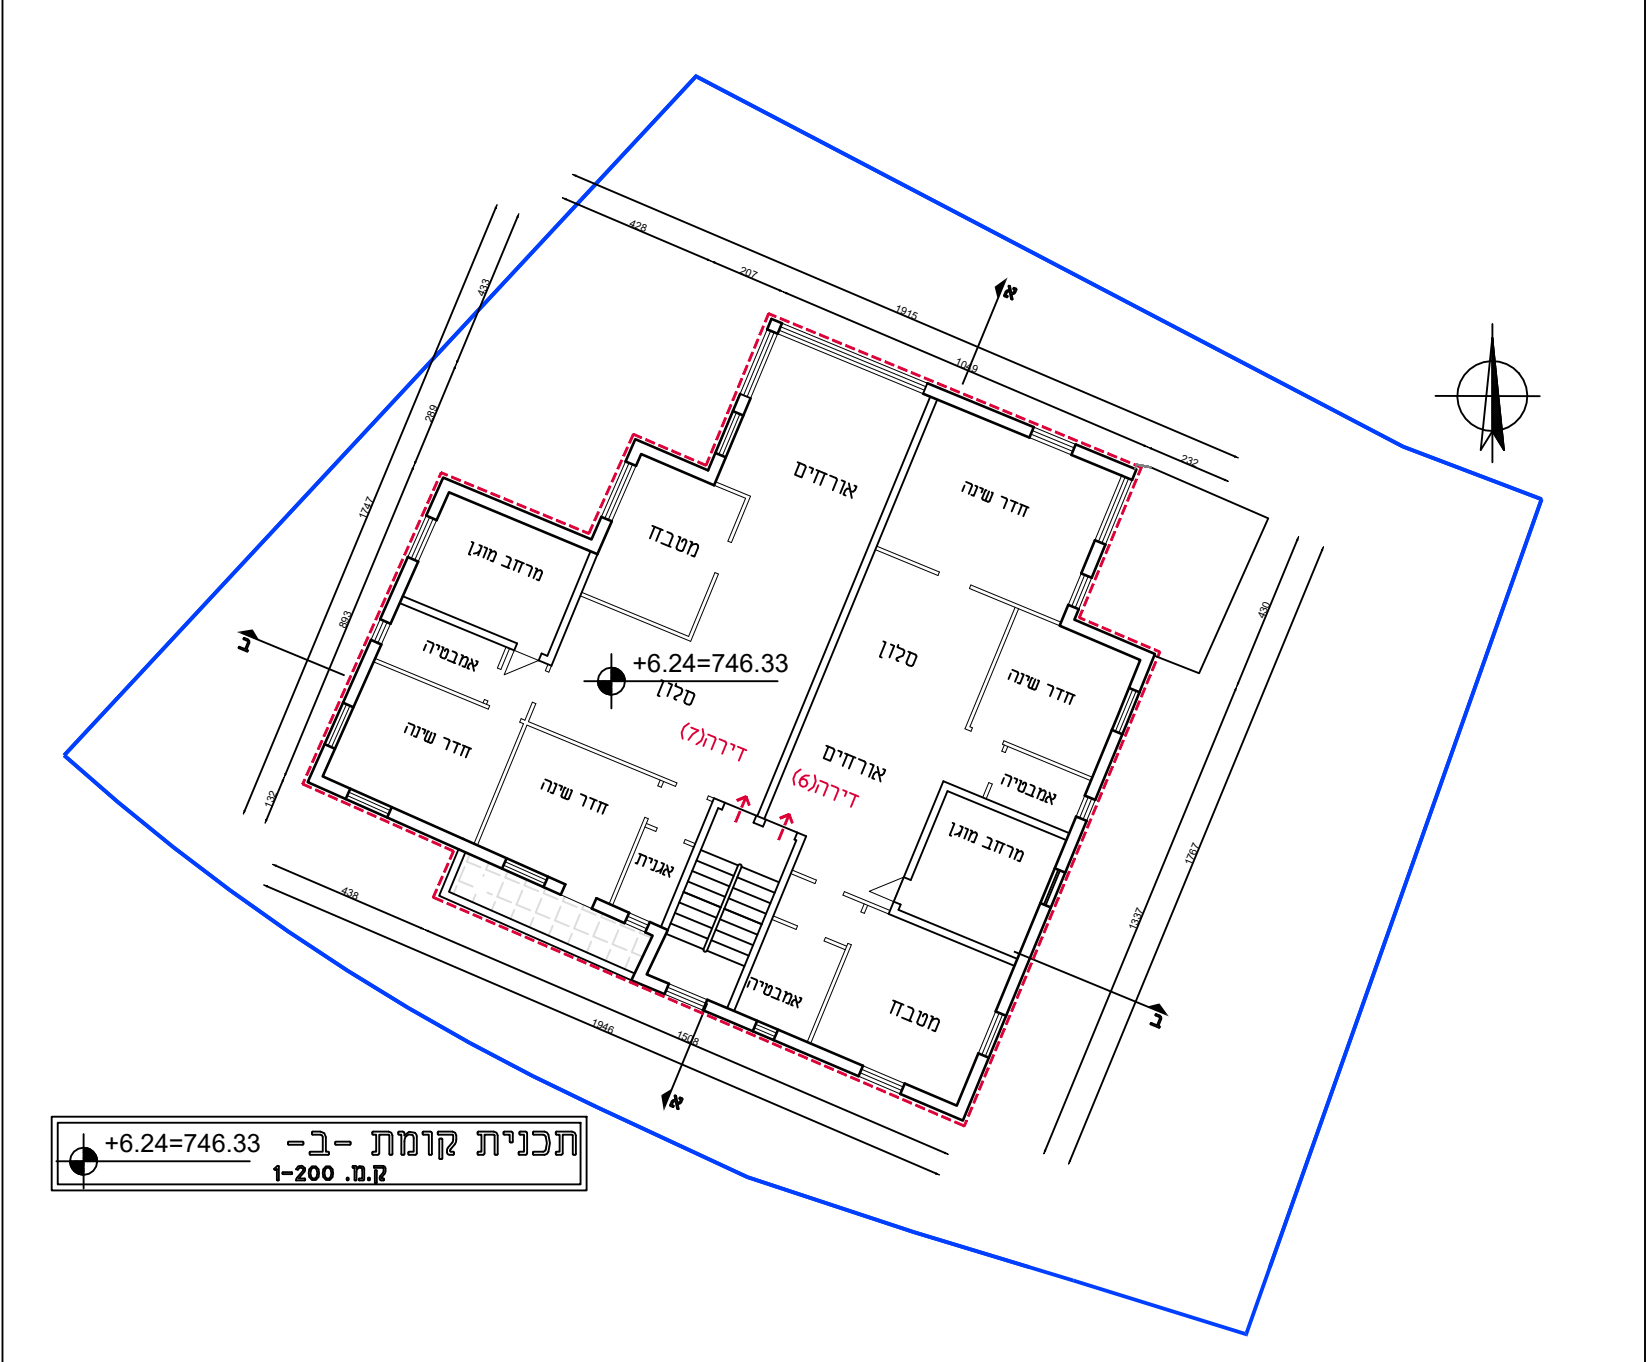 428
207
1915
1049
232
א
433
289
1747
893
132
ב
אורחים
חדר שינה
מטבח
מרחב מוגן
אמבטיה
חדר שינה
+6.24=746.33
סלון
דירה(7)
חדר שינה
אגנית
סלון
חדר שינה
אורחים
דירה(6)
אמבטיה
מרחב מוגן
אמבטיה
מטבח
430
1767
1337
ב
438
1946
1508
א
+6.24=746.33 תכנית קומת -ב-
ק.מ. 1-200